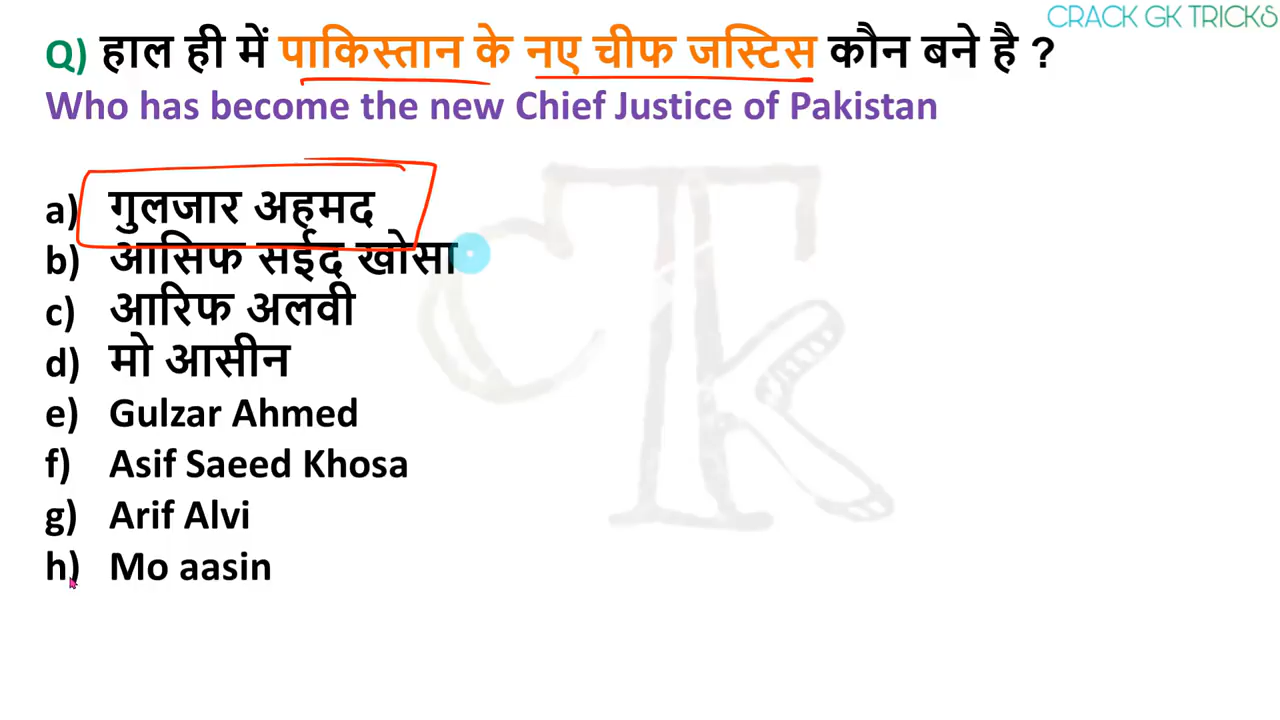 CRACK GK TRICKS
Q) हाल ही में पाकिस्तान के नए चीफ जस्टिस कौन बने है ?
Who has become the new Chief Justice of Pakistan
a) गुलजार अहमद
b) आसिफ सईद खोसा
c) आरिफ अलवी
d) मो आसीन
e) Gulzar Ahmed
f) Asif Saeed Khosa
g) Arif Alvi
h) Mo aasin
CTk